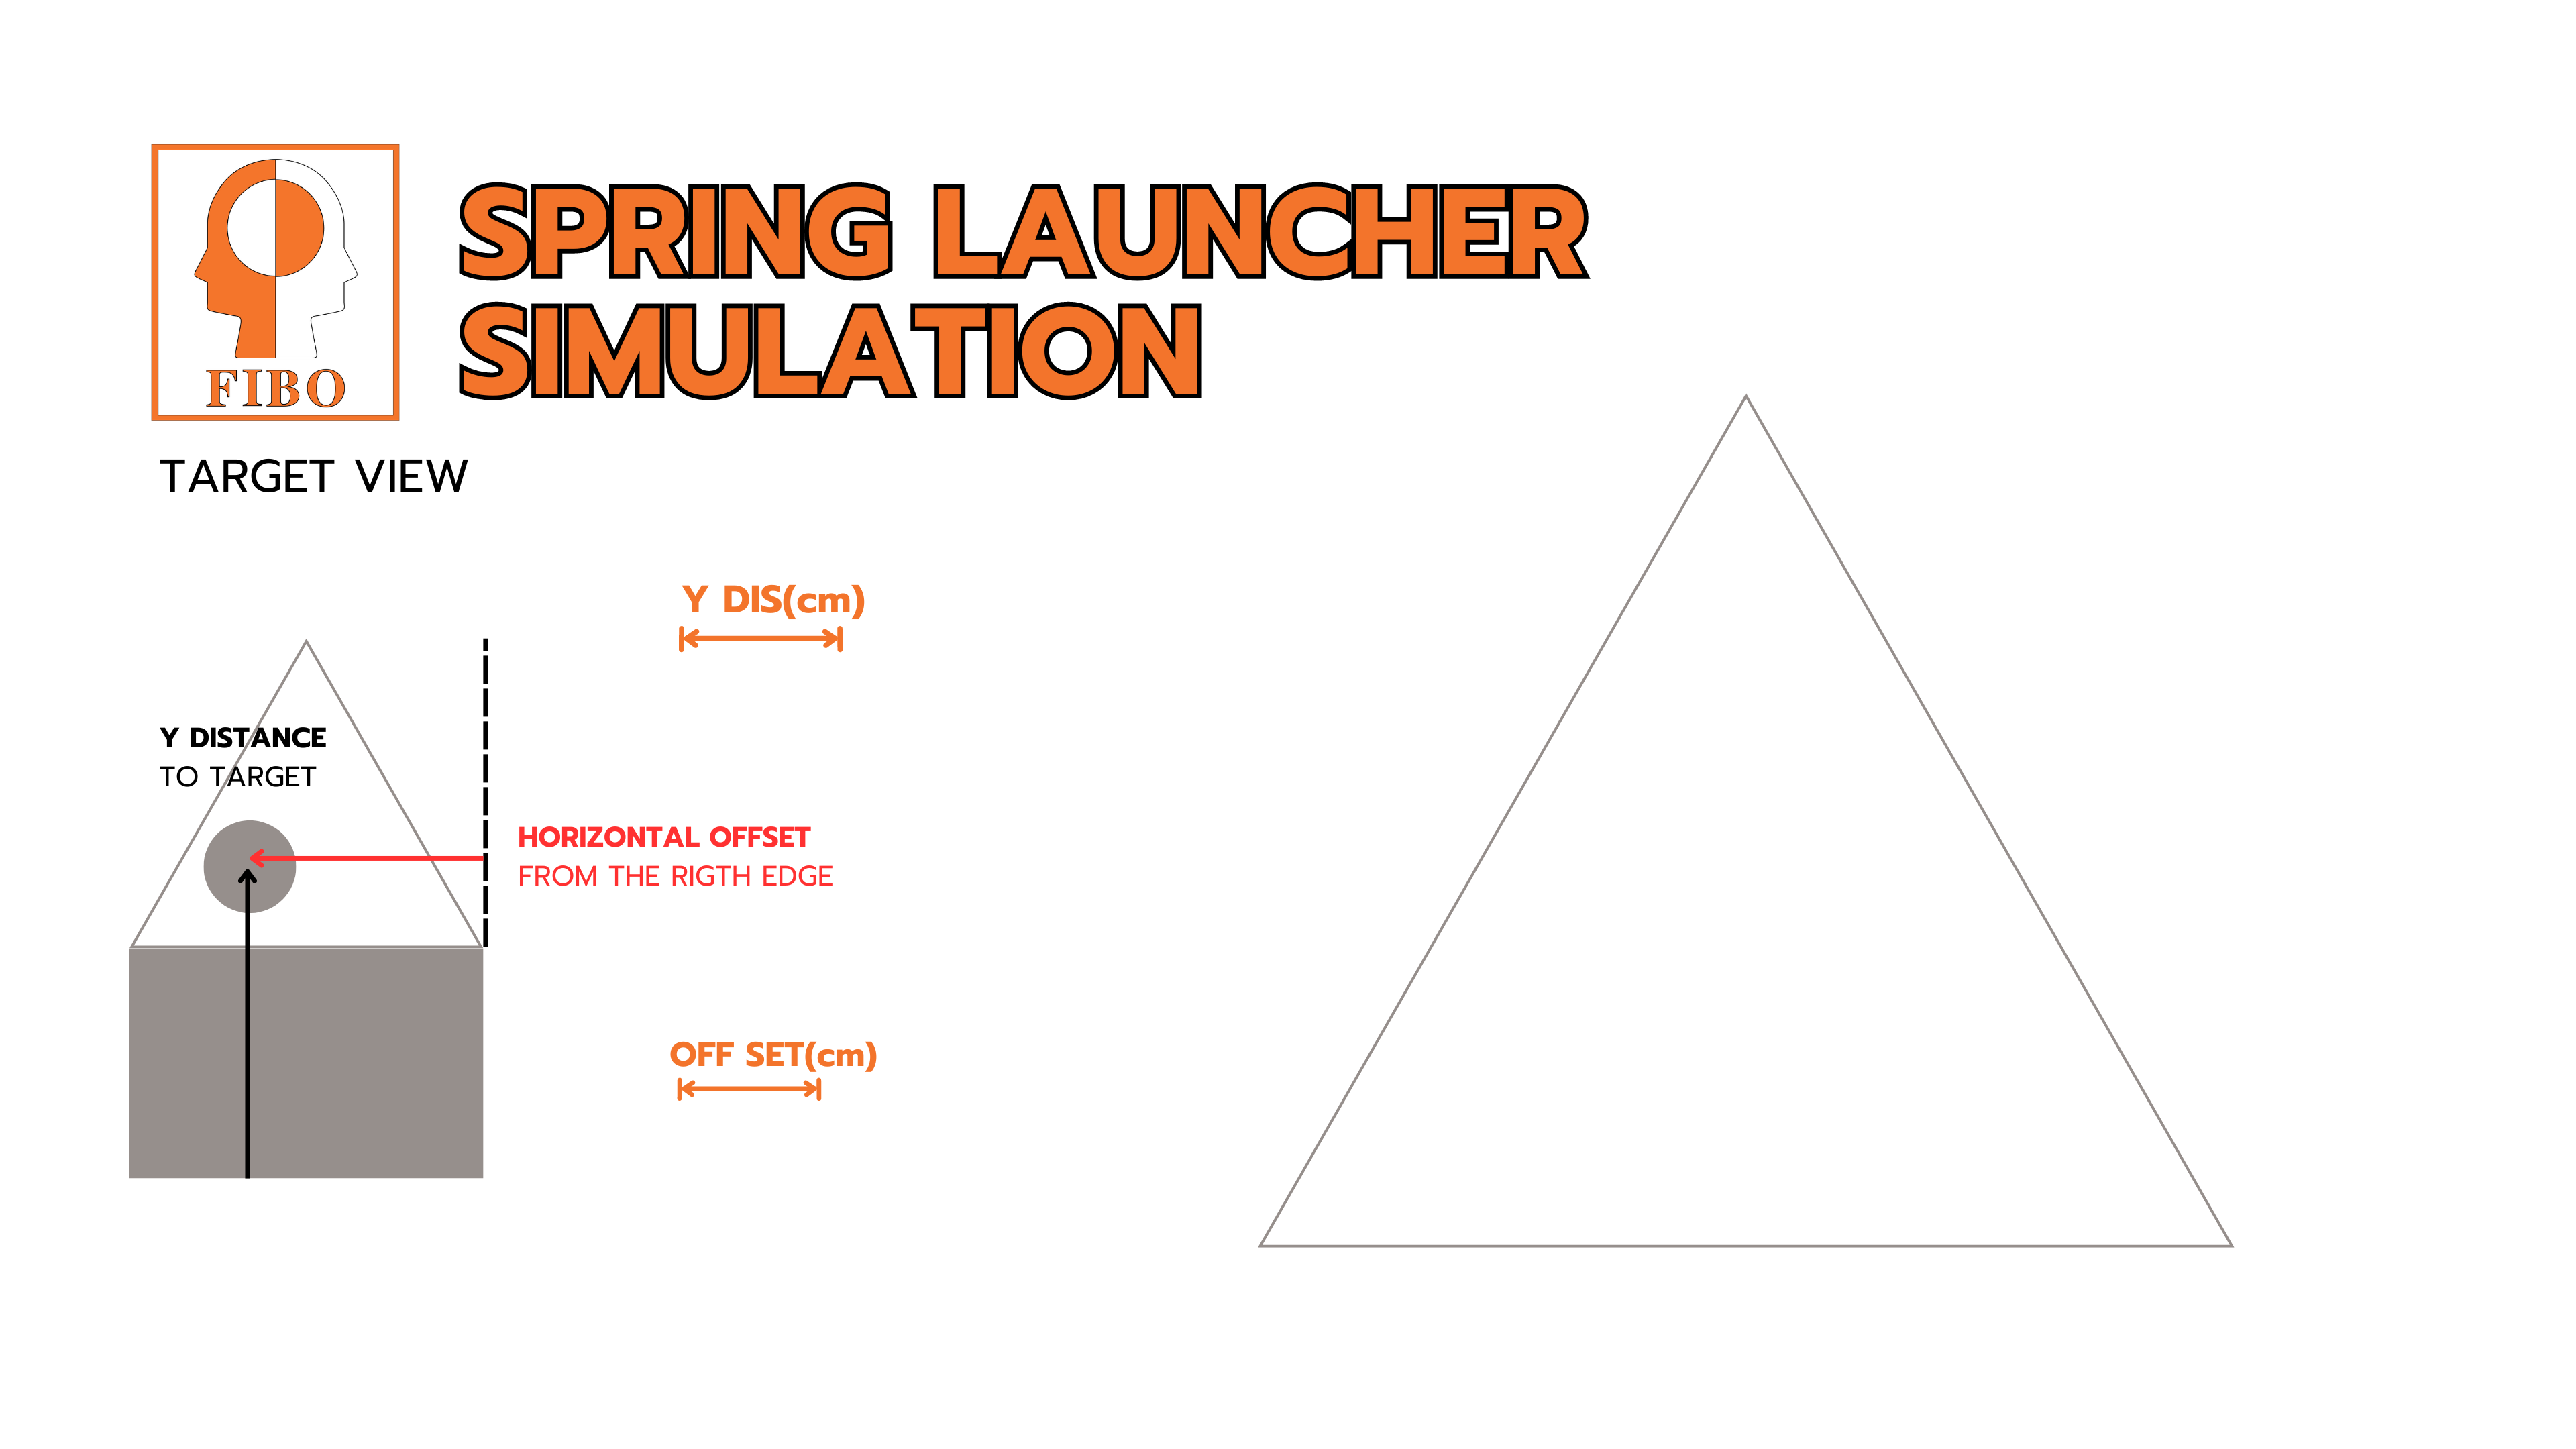 FIBO
SPRING LAUNCHER
SIMULATION
TARGET VIEW
Y DIS(cm)
Y DISTANCE
TO TARGET
HORIZONTAL OFFSET
FROM THE RIGTH EDGE
OFF SET(cm)